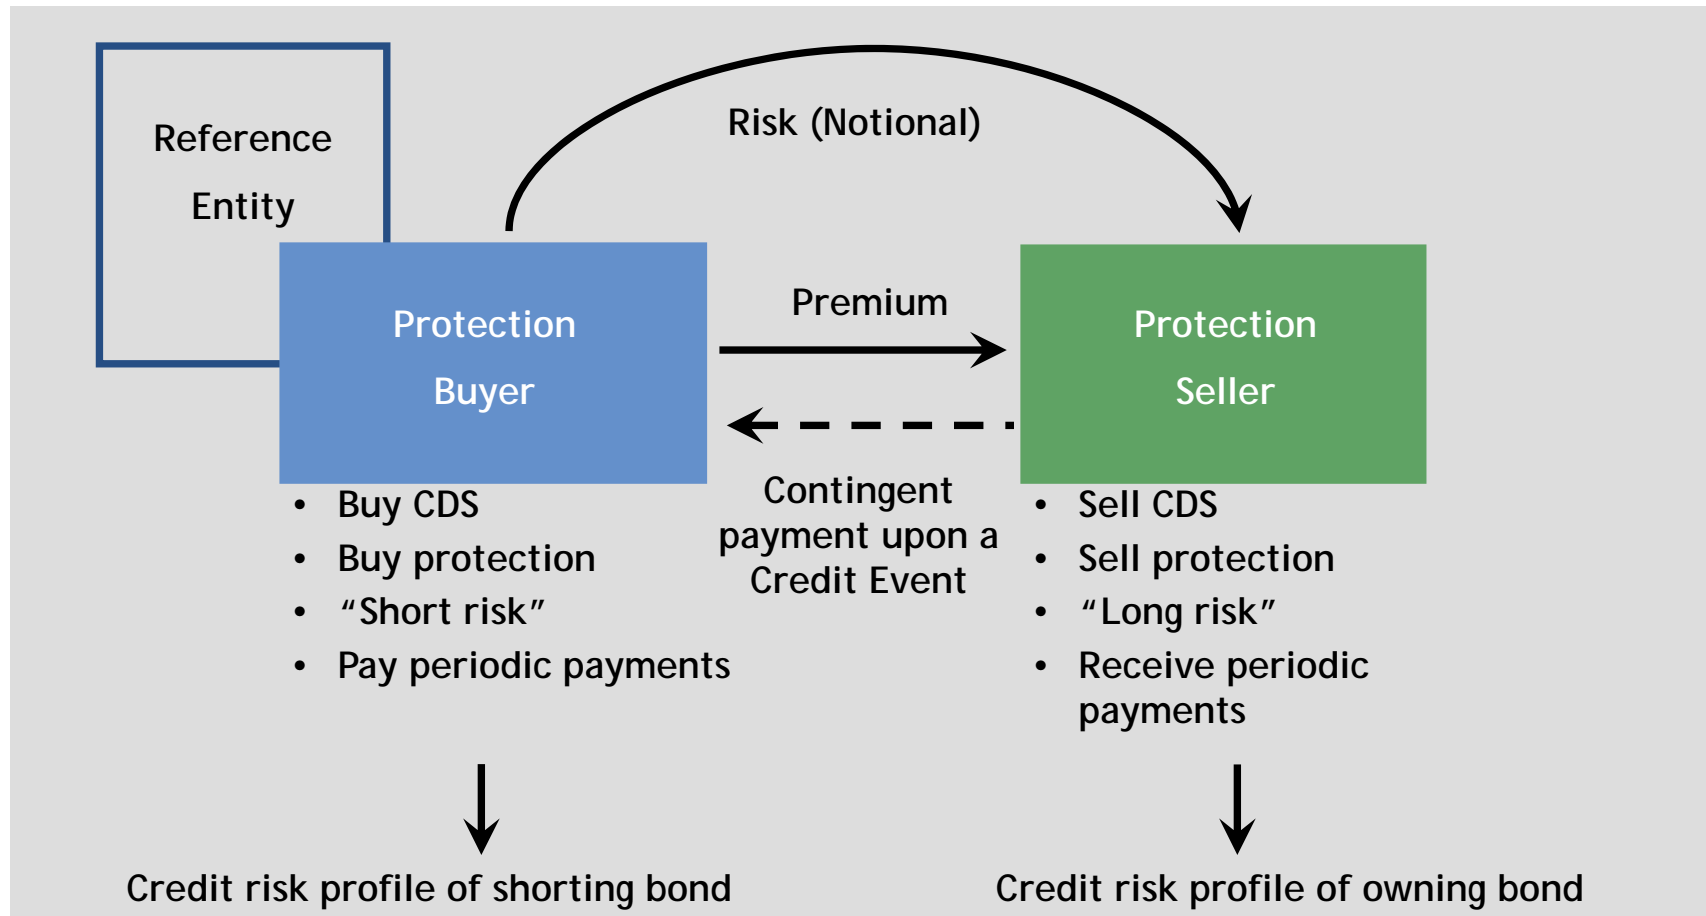 Reference
Entity
Risk (Notional)
Protection
Buyer
Premium
Protection
Seller
Contingent
payment upon a
Credit Event
• Buy CDS
• Buy protection
• “Short risk”
• Pay periodic payments
• Sell CDS
• Sell protection
• “Long risk”
• Receive periodic
payments
Credit risk profile of shorting bond
Credit risk profile of owning bond